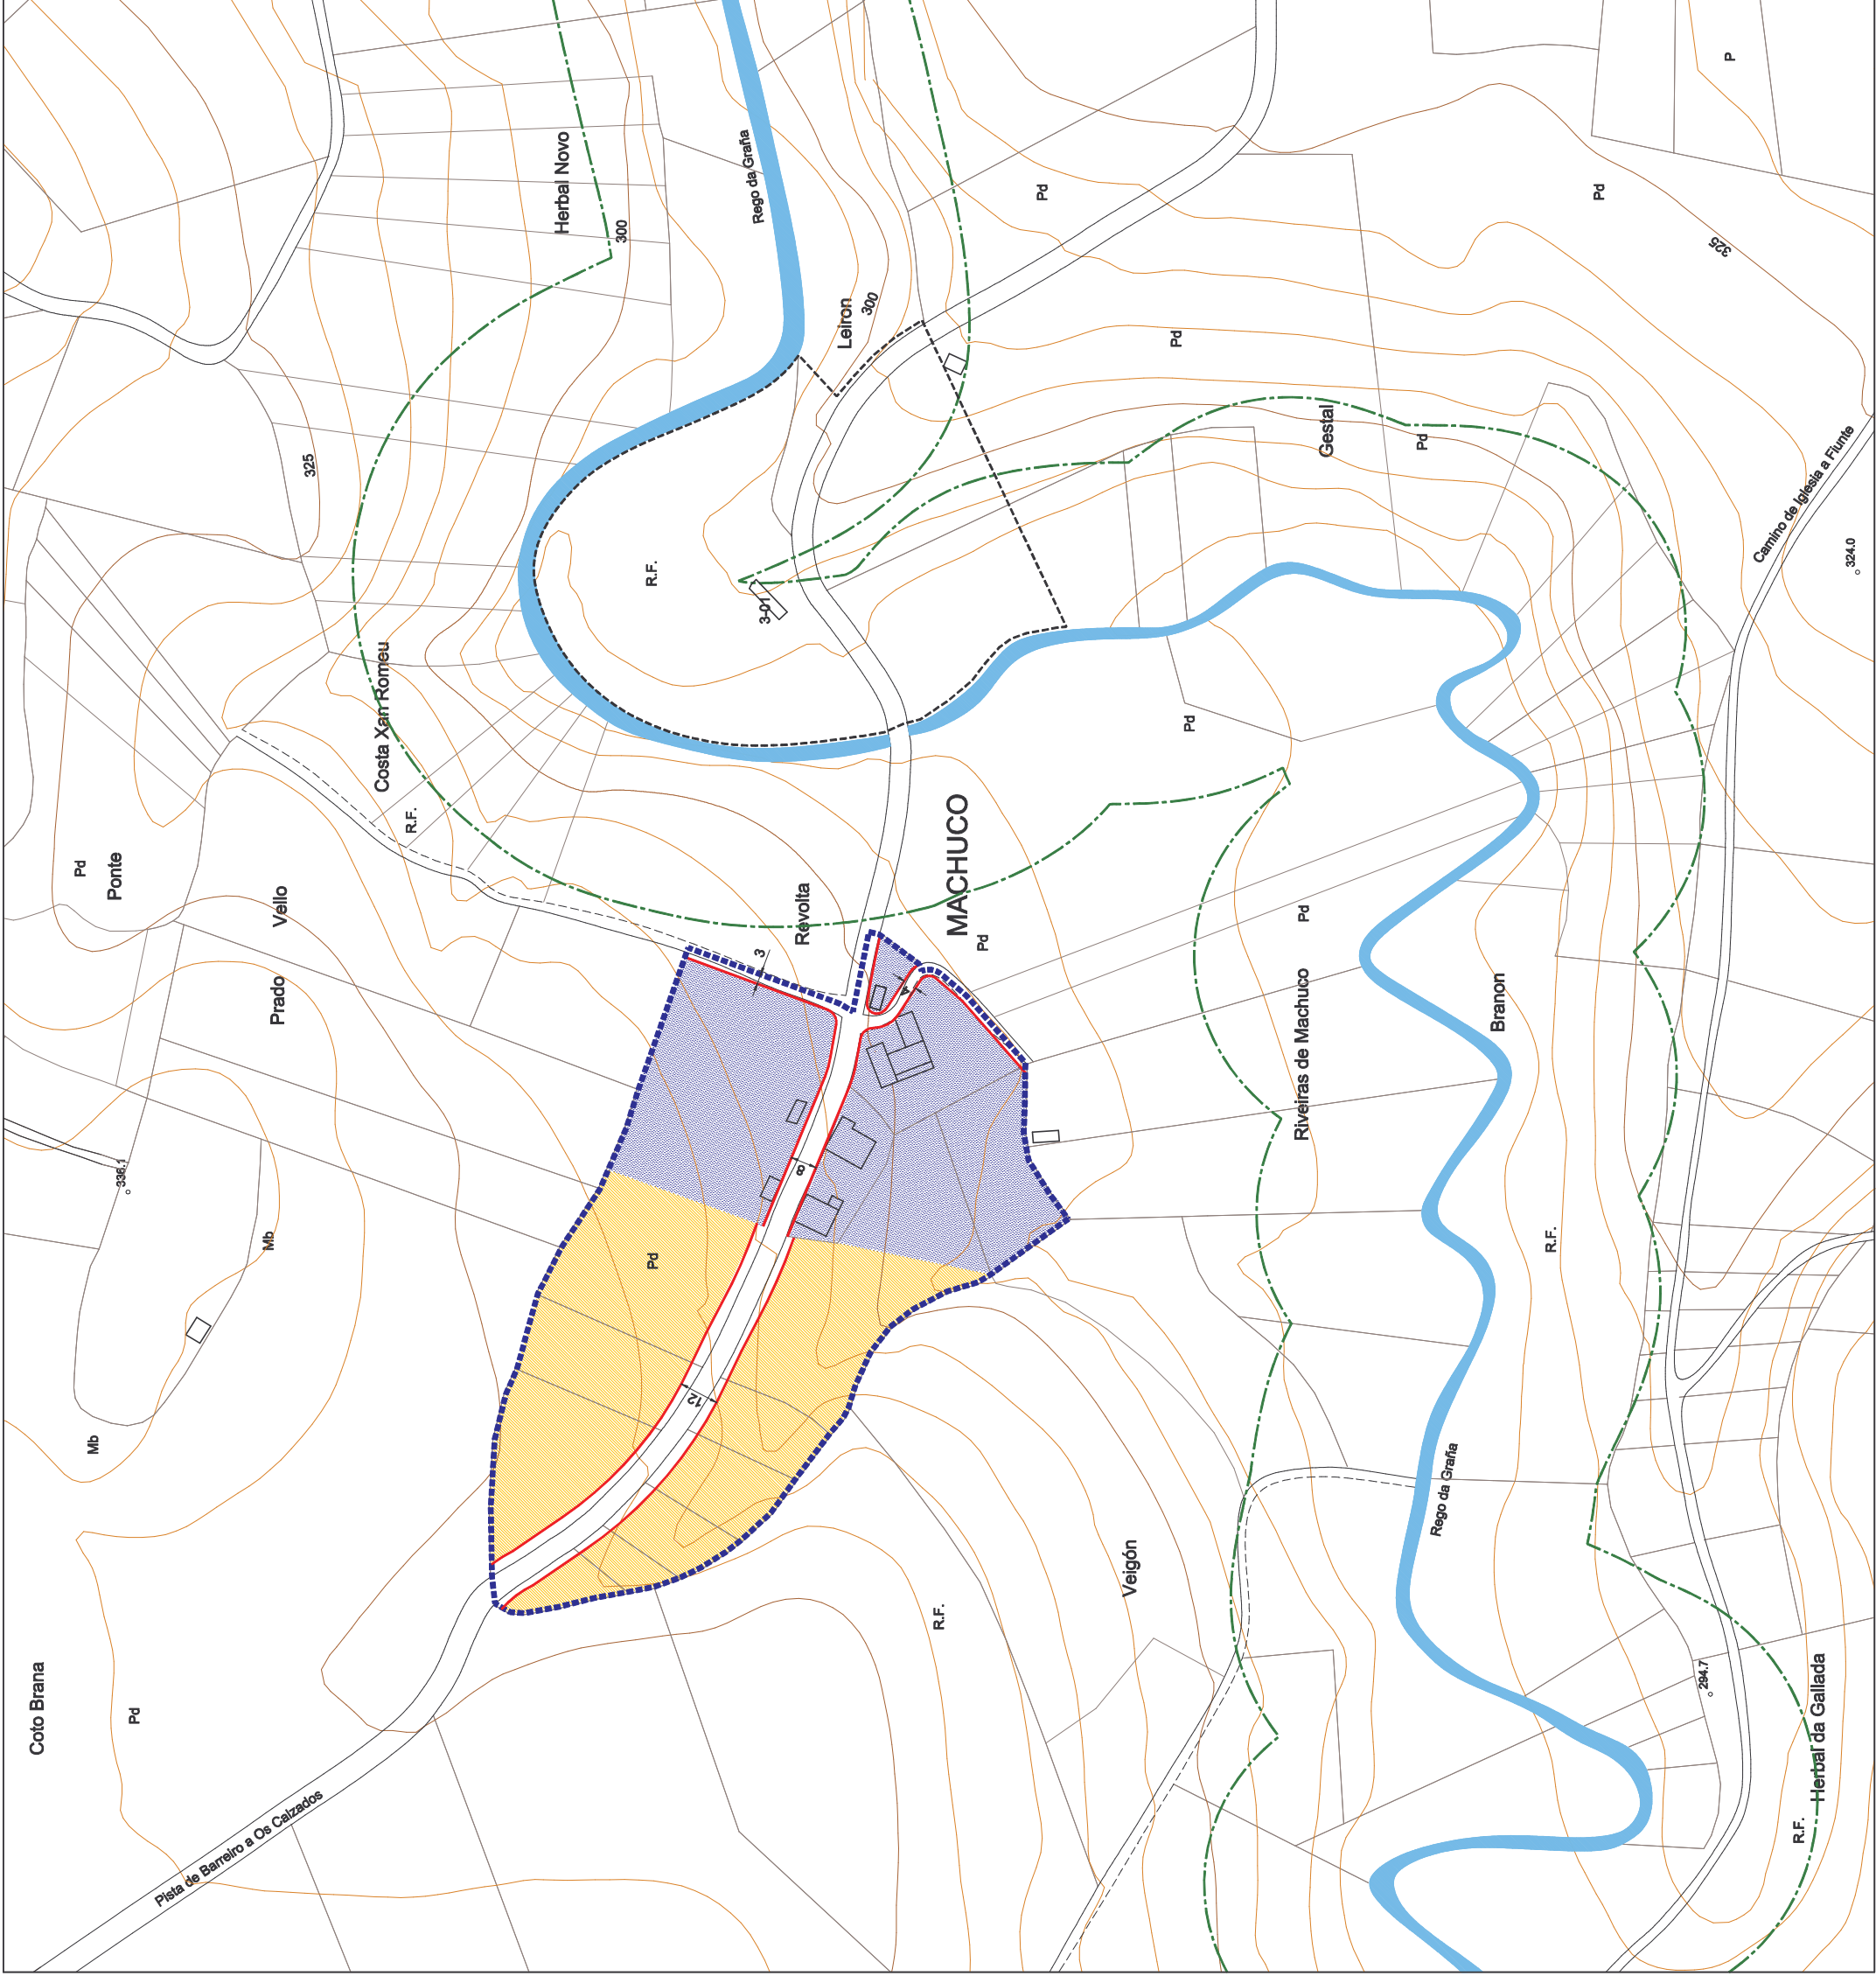 P
Herbal Novo
300
Rego da Graña
Pd
Pd
325
Leiron
300
Pd
Gestal
Pd
325
Camino de Iglesia a Fiunte
324.0
R.F.
3-01
Costa Xan Romeu
R.F.
Pd
Pd
Ponte
Vello
Prado
Revolta
MACHUCO
Pd
3
4
Pd
Riveiras de Machuco
Branon
336.1
Mb
8
Pd
R.F.
12
Mb
Rego da Graña
Veigón
R.F.
Coto Brana
Pd
294.7
Herbal da Gallada
R.F.
Pista de Barreiro a Os Calzados